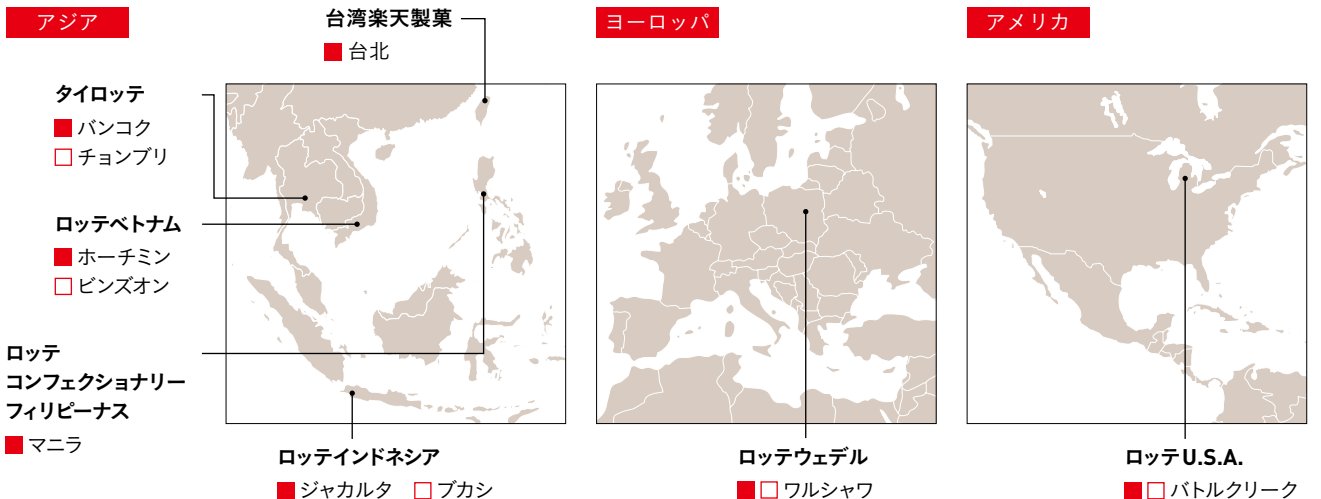 アジア
台湾楽天製菓
■ 台北
タイロッテ
■ バンコク
□ チョンブリ
ロッテベトナム
■ ホーチミン
□ ビンズオン
ロッテ
コンフェクショナリー
フィリピーナス
■ マニラ
ロッテインドネシア
■ ジャカルタ □ ブカシ
ヨーロッパ
ロッテウェデル
■ □ ワルシャワ
アメリカ
ロッテU.S.A.
■ □ バトルクリーク